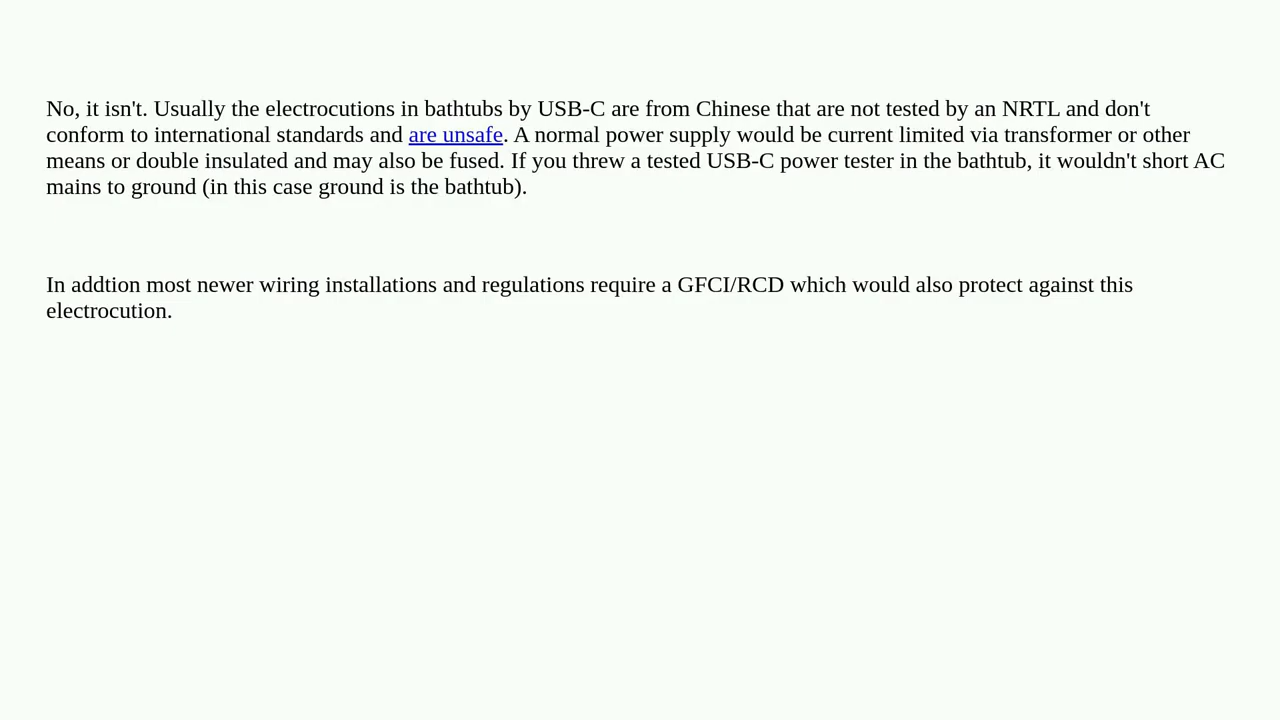 No, it isn't. Usually the electrocutions in bathtubs by USB-C are from Chinese that are not tested by an NRTL and don't
conform to international standards and are unsafe. A normal power supply would be current limited via transformer or other
means or double insulated and may also be fused. If you threw a tested USB-C power tester in the bathtub, it wouldn't short AC
mains to ground (in this case ground is the bathtub).
In addtion most newer wiring installations and regulations require a GFCI/RCD which would also protect against this
electrocution.